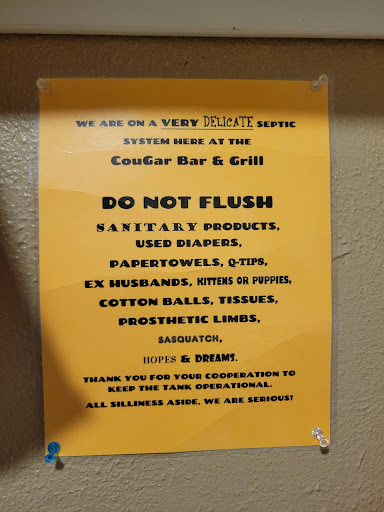 WE ARE ON A VERY DELICATE SEPTIC
SYSTEM HERE AT THE
CouGar Bar & Grill
DO NOT FLUSH
SANITARY PRODUCTS,
USED DIAPERS,
PAPERTOWELS, Q-TIPS,
EX HUSBANDS, KITTENS OR PUPPIES,
COTTON BALLS, TISSUES,
PROSTHETIC LIMBS,
SASQUATCH,
HOPES & DREAMS.
THANK YOU FOR YOUR COOPERATION TO
KEEP THE TANK OPERATIONAL.
ALL SILLINESS ASIDE, WE ARE SERIOUS!